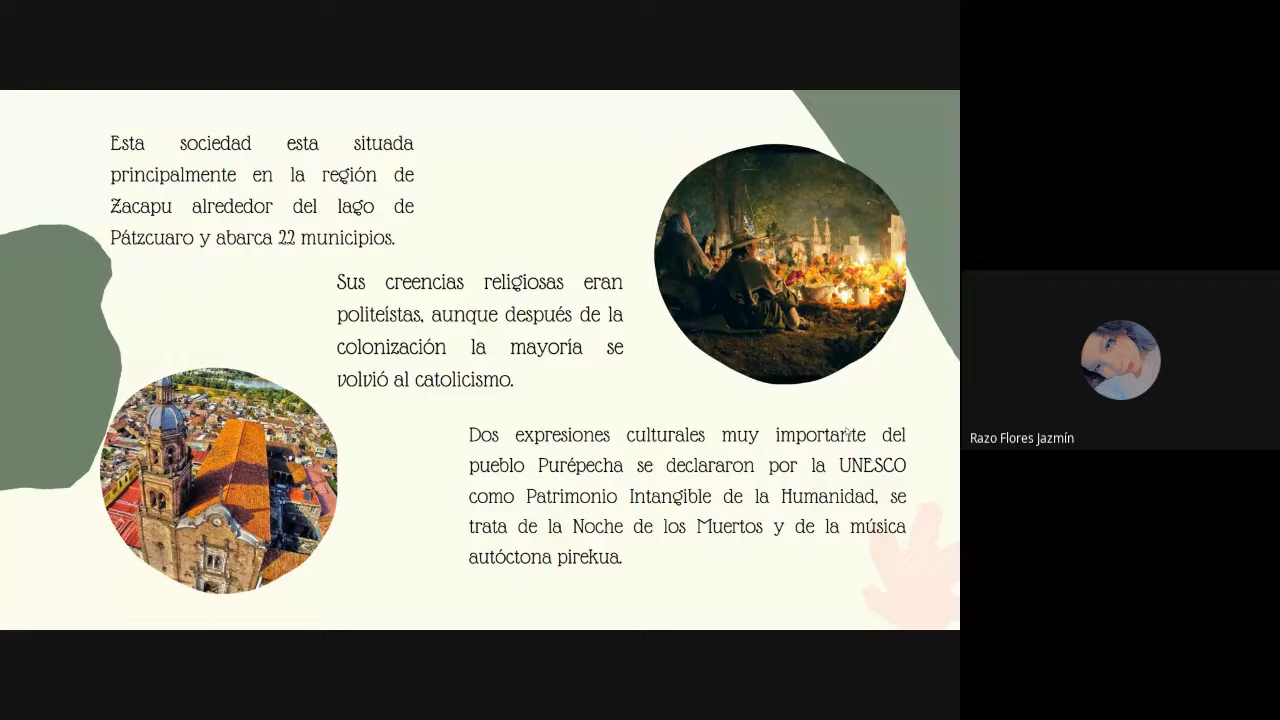 Esta sociedad esta situada
principalmente en la región de
Zacapu alrededor del lago de
Pátzcuaro y abarca 22 municipios.
Sus creencias religiosas eran
politeístas, aunque después de la
colonización la mayoría se
volvió al catolicismo.
Dos expresiones culturales muy importante del
pueblo Purépecha se declararon por la UNESCO
como Patrimonio Intangible de la Humanidad, se
trata de la Noche de los Muertos y de la música
autóctona pirekua.
Razo Flores Jazmín